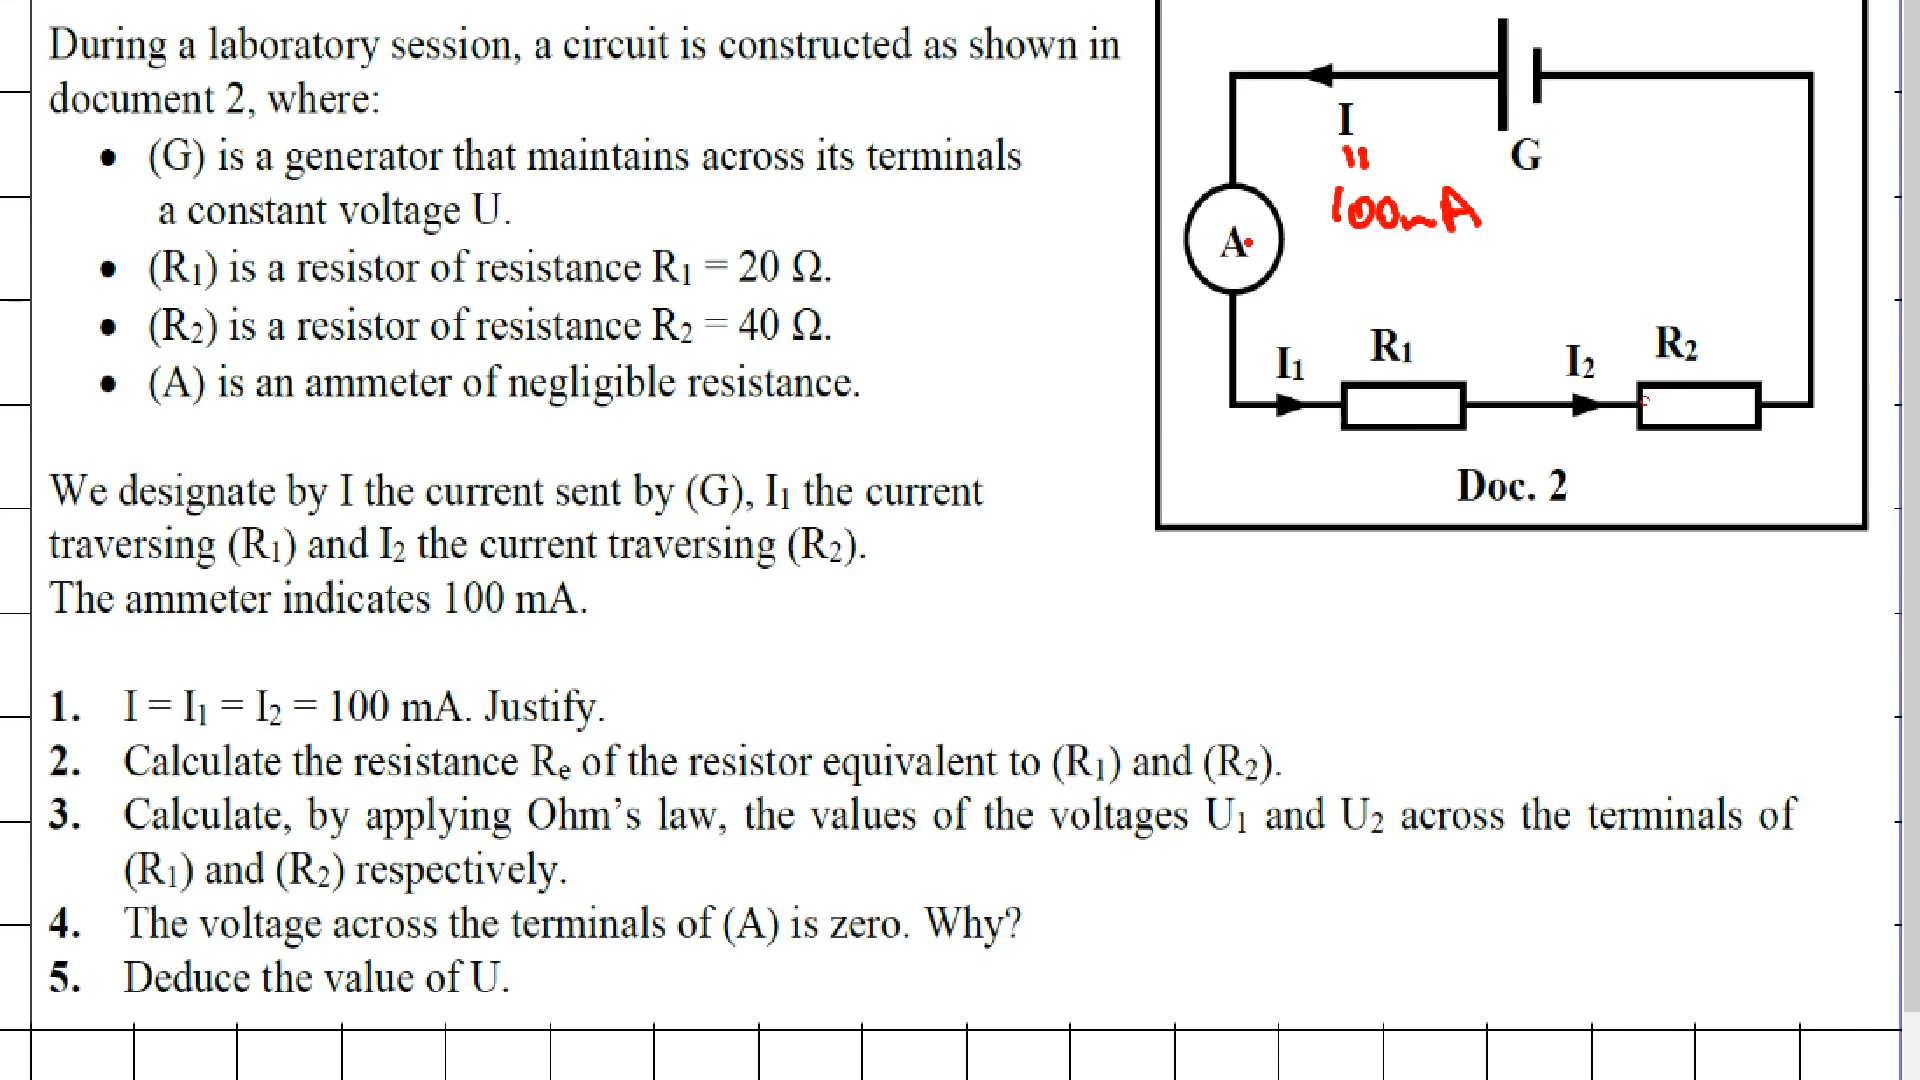 During a laboratory session, a circuit is constructed as shown in
document 2, where:
• (G) is a generator that maintains across its terminals
a constant voltage U.
• (R₁) is a resistor of resistance R₁ = 20 Ω.
• (R₂) is a resistor of resistance R₂ = 40 Ω.
• (A) is an ammeter of negligible resistance.
We designate by I the current sent by (G), I₁ the current
traversing (R₁) and I₂ the current traversing (R₂).
The ammeter indicates 100 mA.
I
G
"
100mA
A
I₁
R₁
I₂
R₂
Doc. 2
1. I = I₁ = I₂ = 100 mA. Justify.
2. Calculate the resistance Rₑ of the resistor equivalent to (R₁) and (R₂).
3. Calculate, by applying Ohm’s law, the values of the voltages U₁ and U₂ across the terminals of
(R₁) and (R₂) respectively.
4. The voltage across the terminals of (A) is zero. Why?
5. Deduce the value of U.